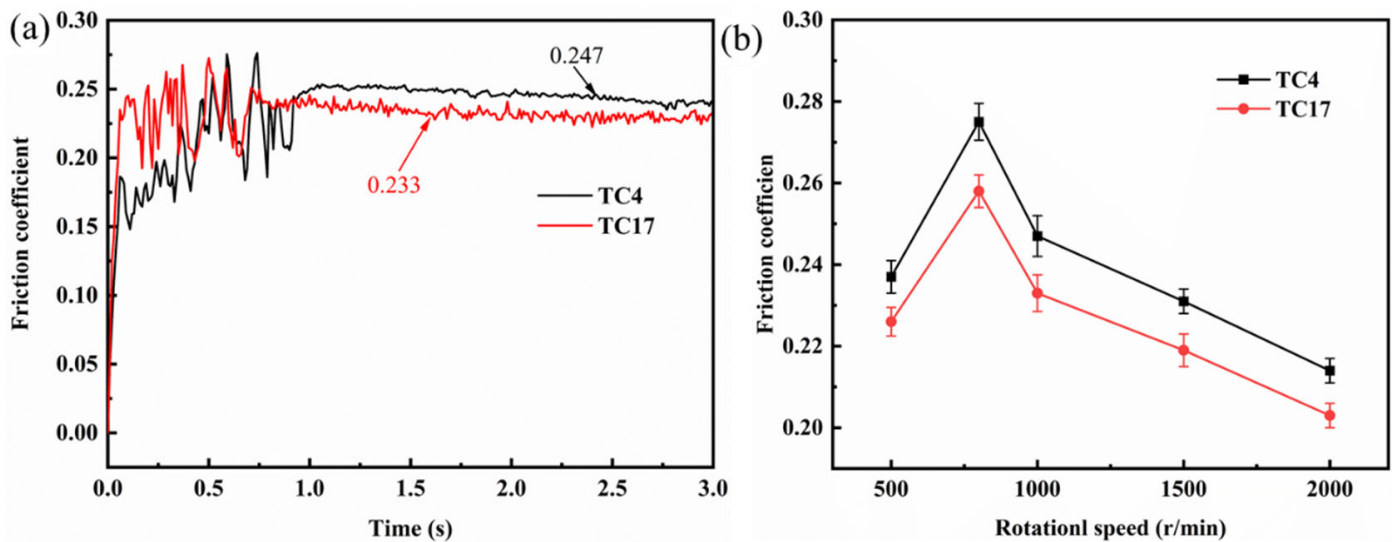 (a)
0.30
0.25
0.20
0.15
0.10
0.05
0.00
Friction coefficient
0.247
0.233
TC4
TC17
0.0 0.5 1.0 1.5 2.0 2.5 3.0
Time (s)
(b)
0.30
0.28
0.26
0.24
0.22
0.20
Friction coefficien
TC4
TC17
500 1000 1500 2000
Rotationl speed (r/min)